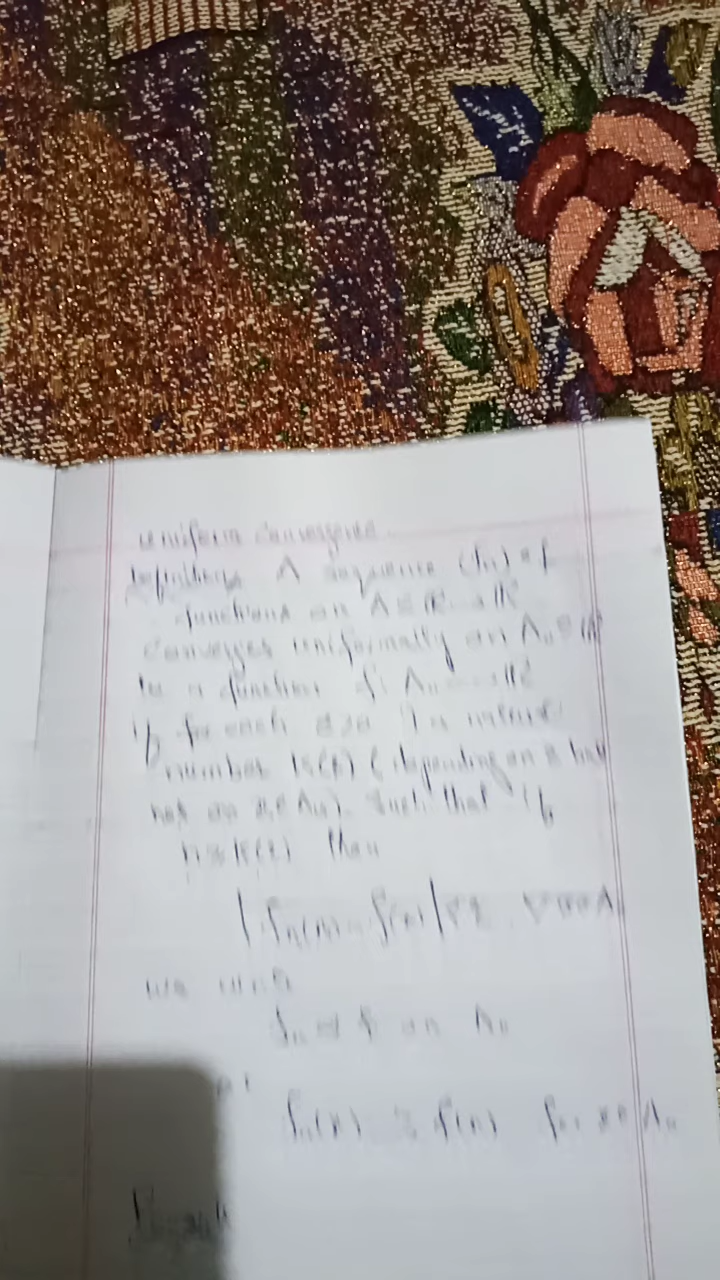 uniform convergence
Definition A sequence (fn) of
functions on A ⊆ R → R
converges uniformally on A₀ ⊆ A
to a function f: A₀ → R
if for each ε>0 ∃ a
number K(ε) (depending on ε but
not on x ∈ A₀). Such that if
n ≥ K(ε) then
|fn(x) - f(x)| < ε ∀ x ∈ A₀
we write
fn ⇉ f on A₀
or
fn(x) ⇉ f(x) for x ∈ A₀